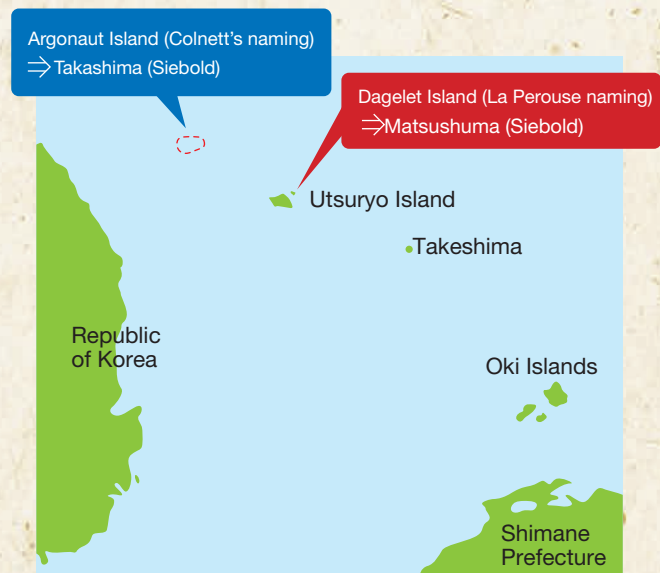 Argonaut Island (Colnett's naming)
⇒ Takashima (Siebold)
Dagelet Island (La Perouse naming)
⇒Matsushuma (Siebold)
Utsuryo Island
Takeshima
Republic
of Korea
Oki Islands
Shimane
Prefecture